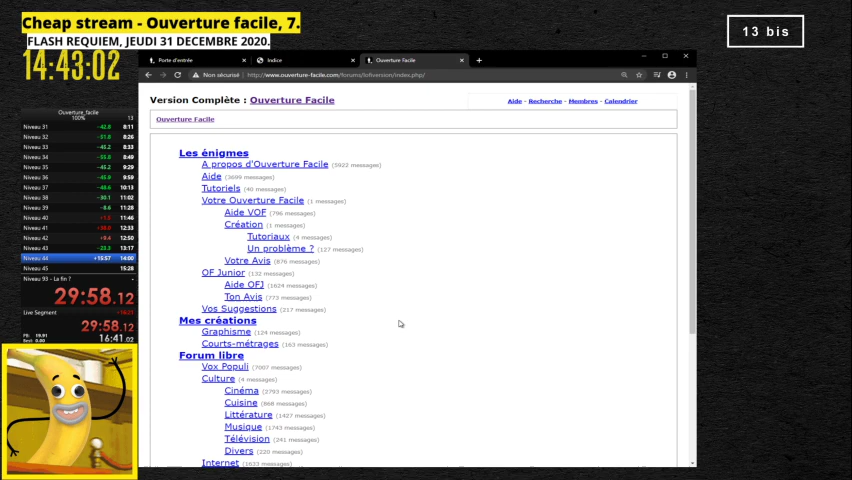 Cheap stream - Ouverture facile, 7.
FLASH REQUIEM, JEUDI 31 DECEMBRE 2020.
14:43:02
13 bis
Porte d'entrée
Indice
Ouverture Facile
Non sécurisé | http://www.ouverture-facile.com/forums/lofiversion/index.php/
Ouverture_facile
100% 13
Niveau 31 -42.8 8:11
Niveau 32 -31.8 8:26
Niveau 33 -45.2 8:33
Niveau 34 8:49
Niveau 35 -45.2 9:29
Niveau 36 -45.9 9:59
Niveau 37 -48.6 10:13
Niveau 38 -30.1 11:02
Niveau 39 -8.6 11:28
Niveau 40 11:46
Niveau 41 12:33
Niveau 42 +9.4 12:50
Niveau 43 13:17
Niveau 44 +15:57 14:00
Niveau 45 15:28
Niveau 93 - La fin ? -
29:58.12
Live Segment
29:58.12
PB: 19.91
Best: 0.00
16:41.02
Version Complète : Ouverture Facile
Aide - Recherche - Membres - Calendrier
Ouverture Facile
Les énigmes
A propos d'Ouverture Facile (5922 messages)
Aide (3699 messages)
Tutoriels (40 messages)
Votre Ouverture Facile (1 messages)
Aide VOF (796 messages)
Création (1 messages)
Tutoriaux (4 messages)
Un problème ? (127 messages)
Votre Avis (876 messages)
OF Junior (132 messages)
Aide OFJ (1624 messages)
Ton Avis (773 messages)
Vos Suggestions (217 messages)
Mes créations
Graphisme (124 messages)
Courts-métrages (163 messages)
Forum libre
Vox Populi (7007 messages)
Culture (4 messages)
Cinéma (2793 messages)
Cuisine (868 messages)
Littérature (1427 messages)
Musique (1743 messages)
Télévision (241 messages)
Divers (220 messages)
Internet (1633 messages)